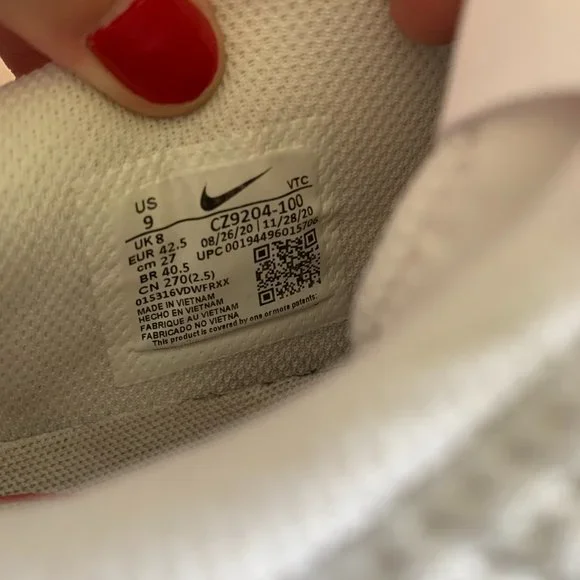 US
9
VTC
UK 8
CZ9204-100
EUR 42.5
08/26/20 | 11/28/20
cm 27
UPC 00194496015706
BR 40.5
CN 270(2.5)
015316VDWFRXX
MADE IN VIETNAM
HECHO EN VIETNAM
FABRIQUE AU VIETNAM
FABRICADO NO VIETNA
This product is covered by one or more patents